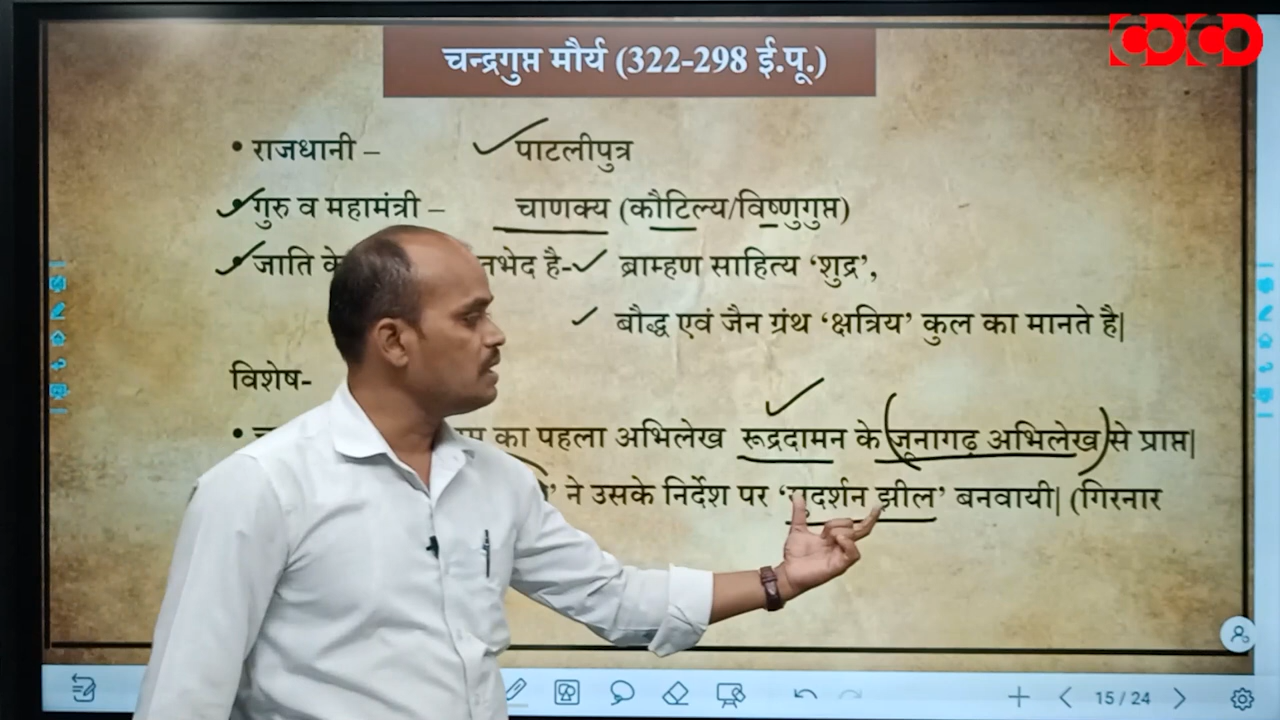 चन्द्रगुप्त मौर्य (322-298 ई.पू.)
• राजधानी – पाटलीपुत्र
• गुरु व महामंत्री – चाणक्य (कौटिल्य/विष्णुगुप्त)
• जाति के है- ब्राम्हण साहित्य ‘शुद्र’,
बौद्ध एवं जैन ग्रंथ ‘क्षत्रिय’ कुल का मानते है|
विशेष-
• का पहला अभिलेख रूद्रदामन के जूनागढ़ अभिलेख से प्राप्त|
ने उसके निर्देश पर ‘सुदर्शन झील’ बनवायी| (गिरनार
15 / 24